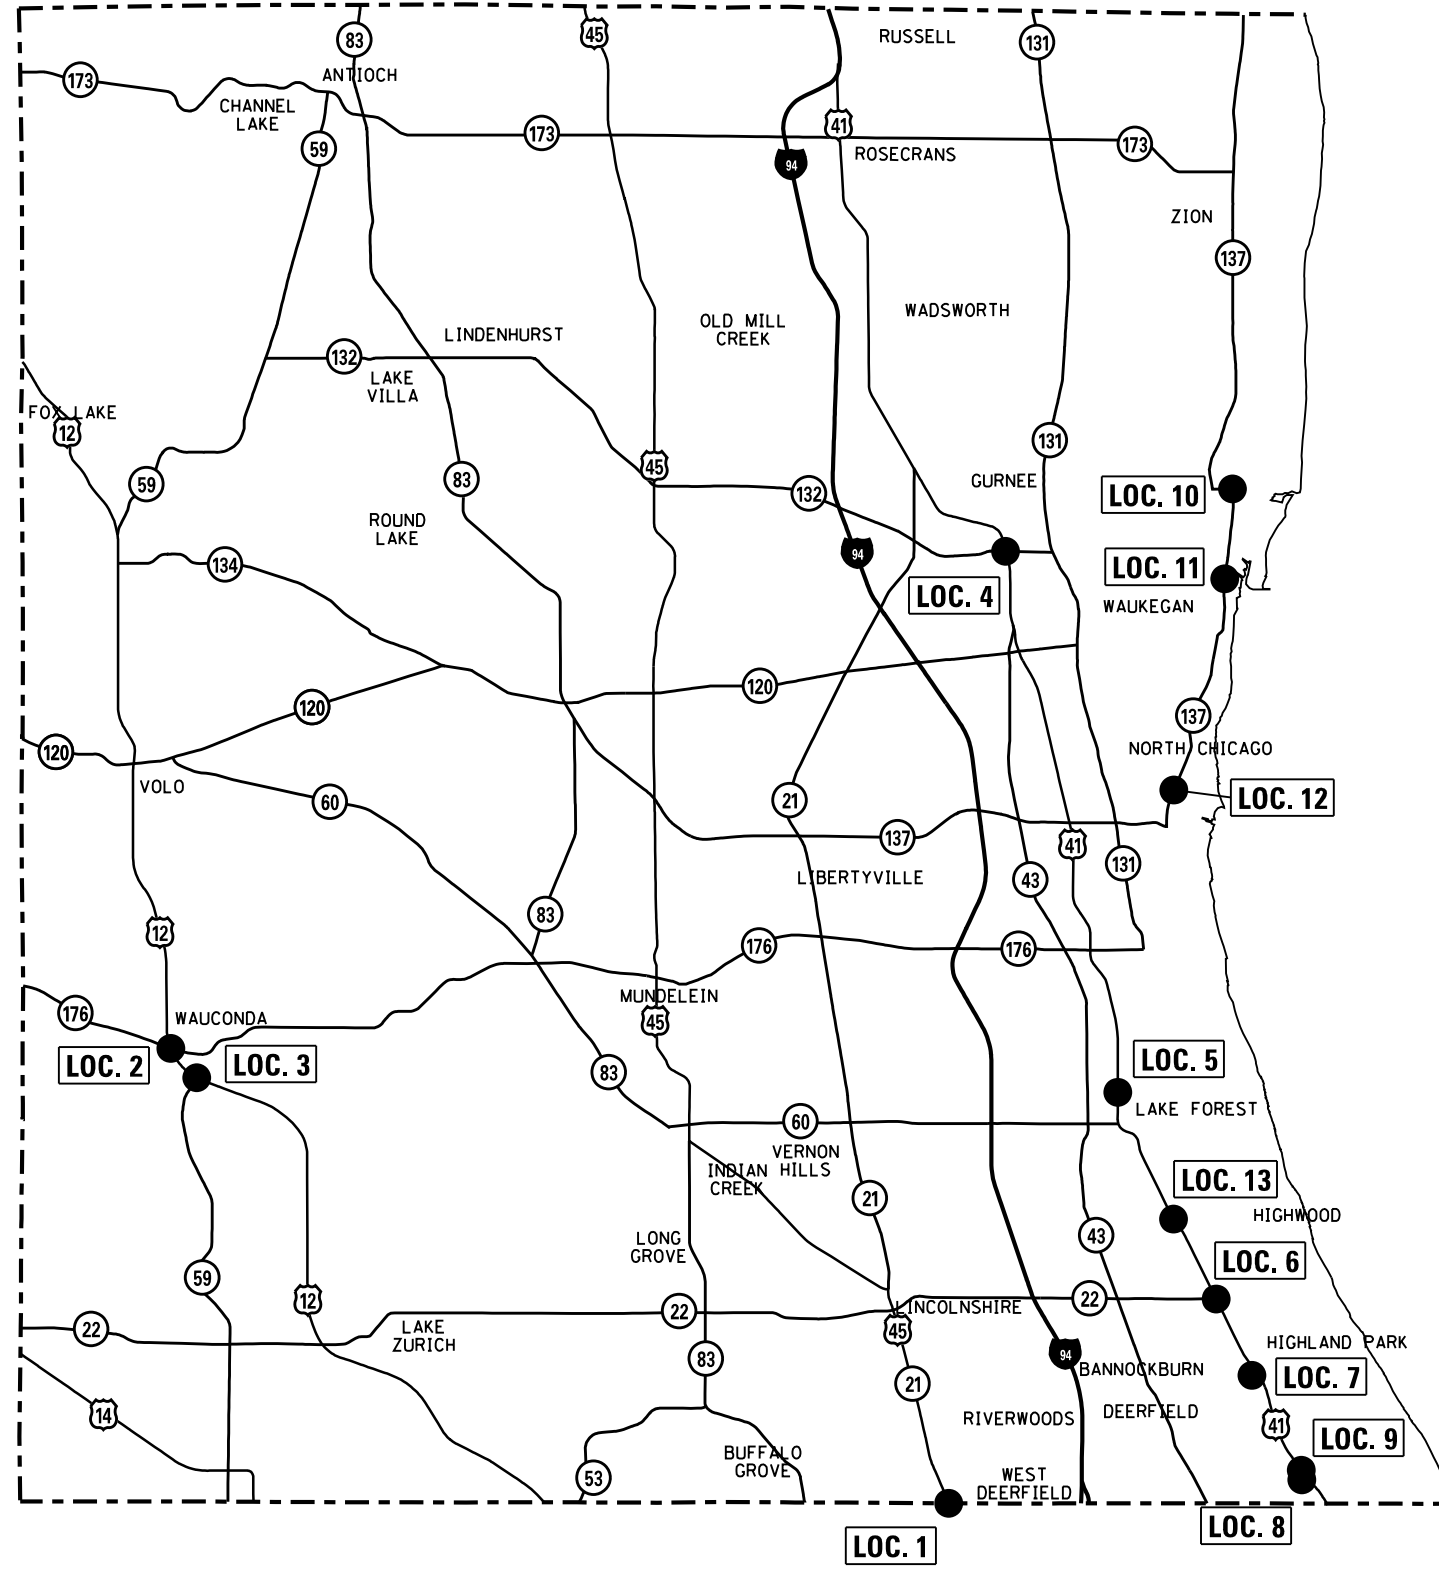 83
45
RUSSELL
131
173
ANTIOCH
CHANNEL
LAKE
41
173
173
59
ROSECRANS
94
ZION
137
WADSWORTH
OLD MILL
CREEK
LINDENHURST
132
LAKE
VILLA
FOX LAKE
12
131
45
83
GURNEE
59
132
LOC. 10
ROUND
LAKE
94
134
LOC. 11
LOC. 4
WAUKEGAN
120
120
137
120
NORTH CHICAGO
VOLO
60
21
LOC. 12
137
41
131
LIBERTYVILLE
43
83
12
176
176
MUNDELEIN
176
WAUCONDA
45
LOC. 2
LOC. 3
LOC. 5
83
LAKE FOREST
60
VERNON
HILLS
INDIAN
CREEK
LOC. 13
21
HIGHWOOD
43
LONG
GROVE
LOC. 6
59
12
22
22
LINCOLNSHIRE
22
LAKE
ZURICH
45
HIGHLAND PARK
94
83
BANNOCKBURN
LOC. 7
21
14
RIVERWOODS
DEERFIELD
41
LOC. 9
BUFFALO
GROVE
53
WEST
DEERFIELD
LOC. 8
LOC. 1